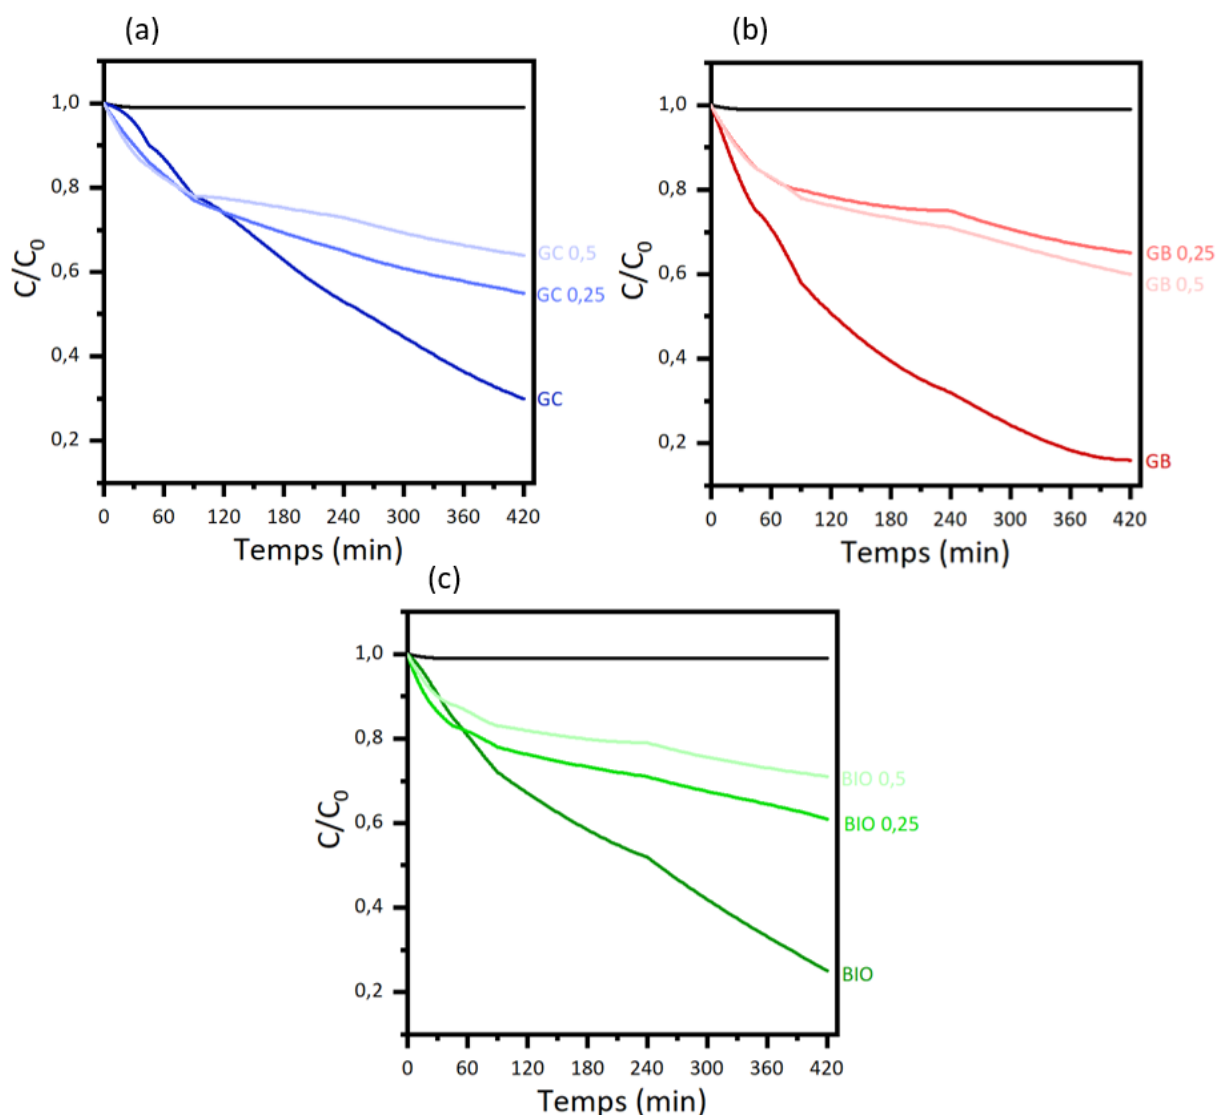 (a)
C/C0
1,0
0,8
0,6
0,4
0,2
GC 0,5
GC 0,25
GC
0 60 120 180 240 300 360 420
Temps (min)
(b)
C/C0
1,0
0,8
0,6
0,4
0,2
GB 0,25
GB 0,5
GB
0 60 120 180 240 300 360 420
Temps (min)
(c)
C/C0
1,0
0,8
0,6
0,4
0,2
BIO 0,5
BIO 0,25
BIO
0 60 120 180 240 300 360 420
Temps (min)